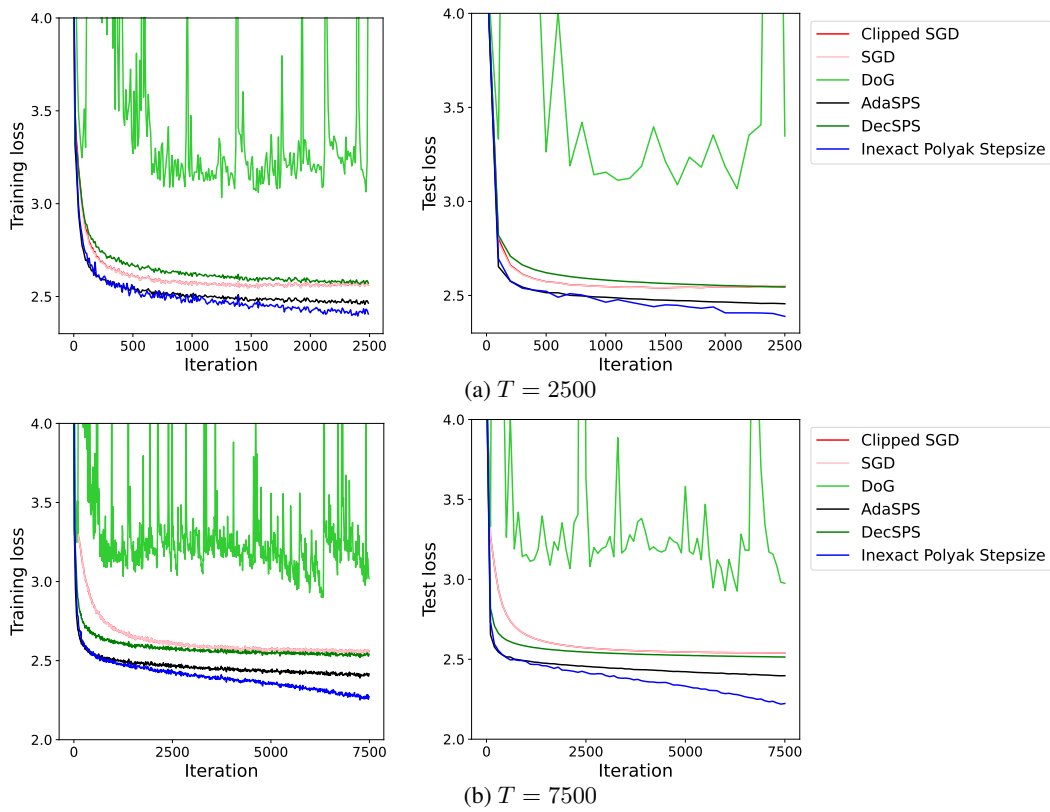 4.0
3.5
3.0
2.5
Training loss
0 500 1000 1500 2000 2500
Iteration
4.0
3.5
3.0
2.5
Test loss
0 500 1000 1500 2000 2500
Iteration
Clipped SGD
SGD
DoG
AdaSPS
DecSPS
Inexact Polyak Stepsize
(a) T = 2500
4.0
3.5
3.0
2.5
2.0
Training loss
0 2500 5000 7500
Iteration
4.0
3.5
3.0
2.5
2.0
Test loss
0 2500 5000 7500
Iteration
Clipped SGD
SGD
DoG
AdaSPS
DecSPS
Inexact Polyak Stepsize
(b) T = 7500